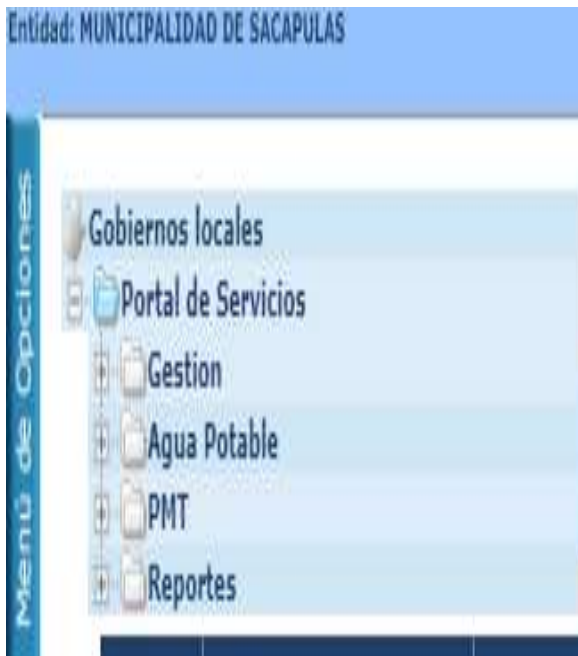 Entidad: MUNICIPALIDAD DE SACAPULAS
Menú de Opciones
Gobiernos locales
Portal de Servicios
Gestion
Agua Potable
PMT
Reportes